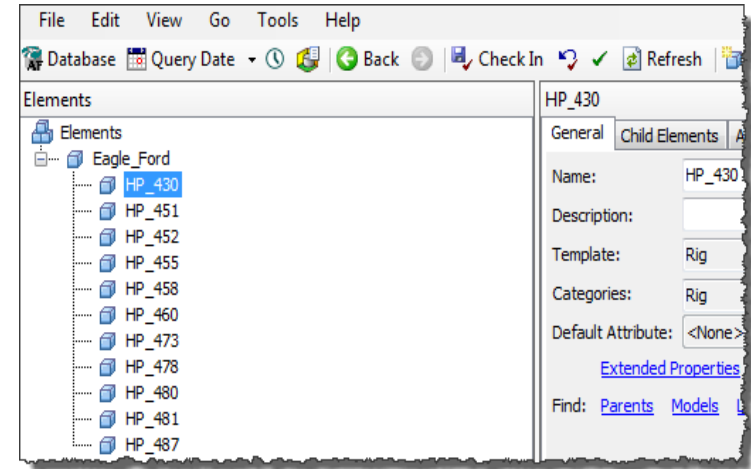 File Edit View Go Tools Help
Database Query Date Back Check In Refresh
Elements
Elements
Eagle_Ford
HP_430
HP_451
HP_452
HP_455
HP_458
HP_460
HP_473
HP_478
HP_480
HP_481
HP_487
HP_430
General Child Elements
Name: HP_430
Description:
Template: Rig
Categories: Rig
Default Attribute: <None>
Extended Properties
Find: Parents Models